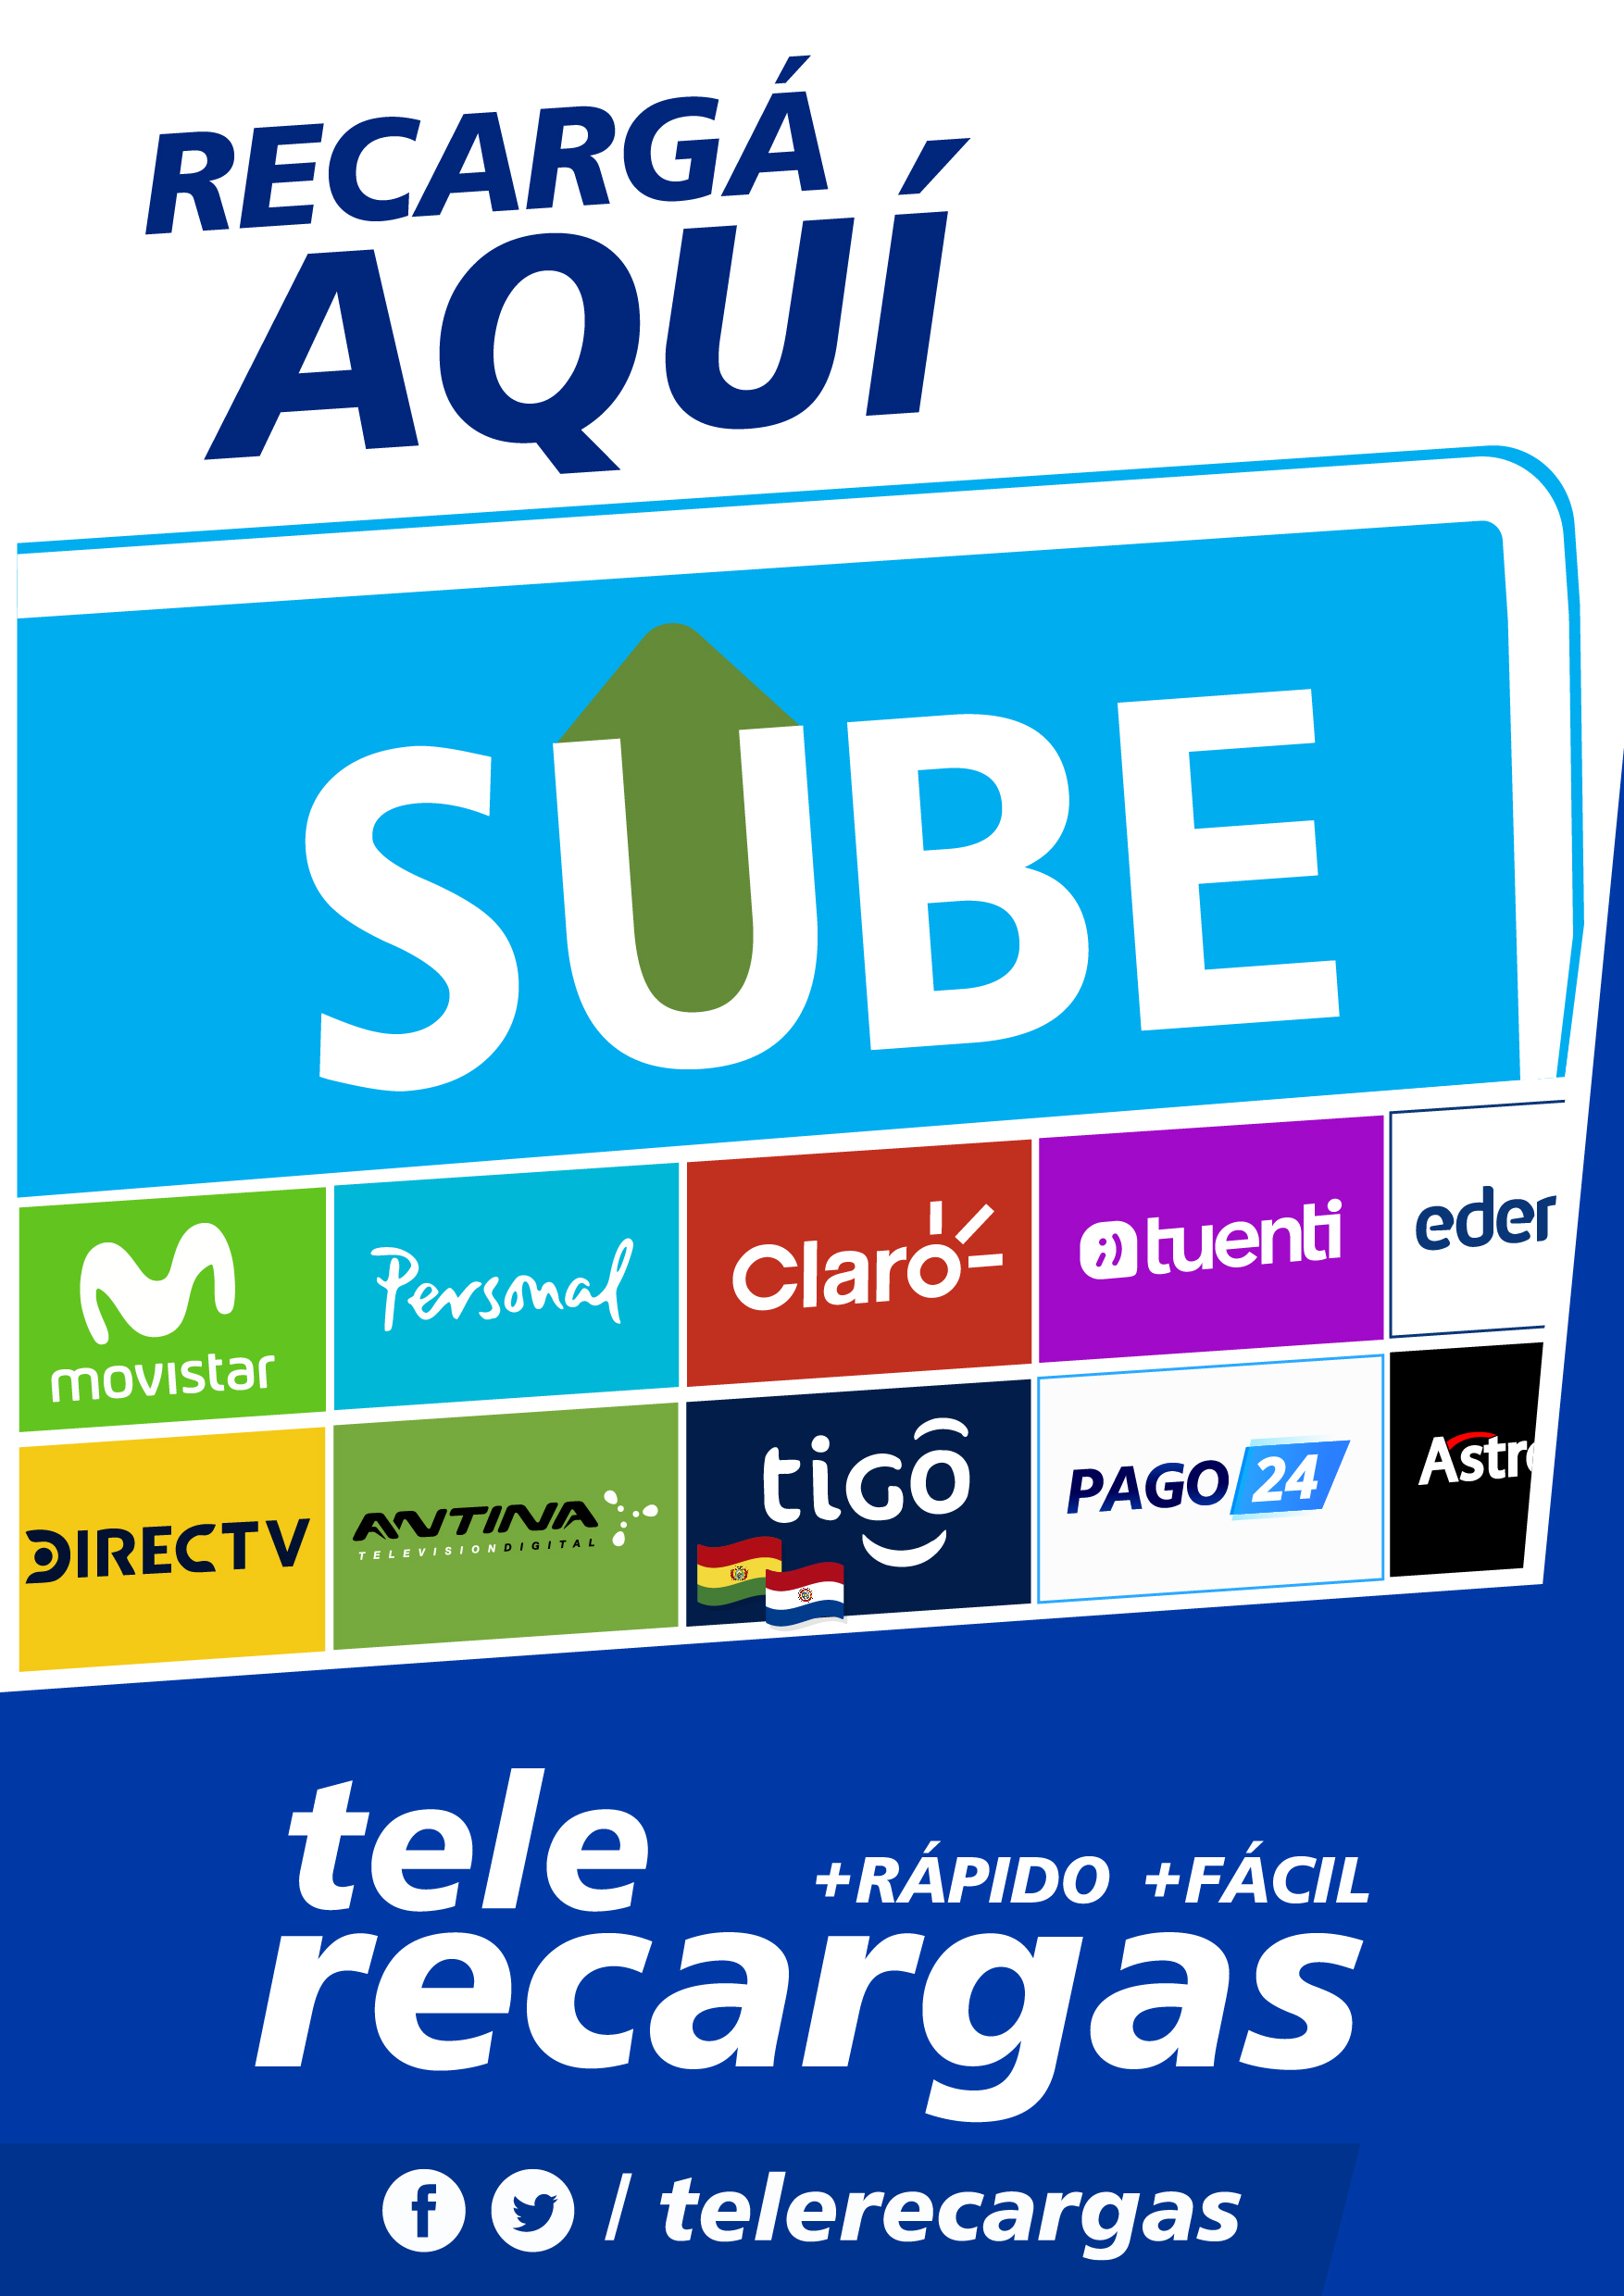 RECARGÁ
AQUÍ
SUBE
movistar
Personal
Claro
tuenti
eder
DIRECTV
ANTINA
TELEVISION DIGITAL
tigo
PAGO 24
Astr
tele
+RÁPIDO +FÁCIL
recargas
/ telerecargas